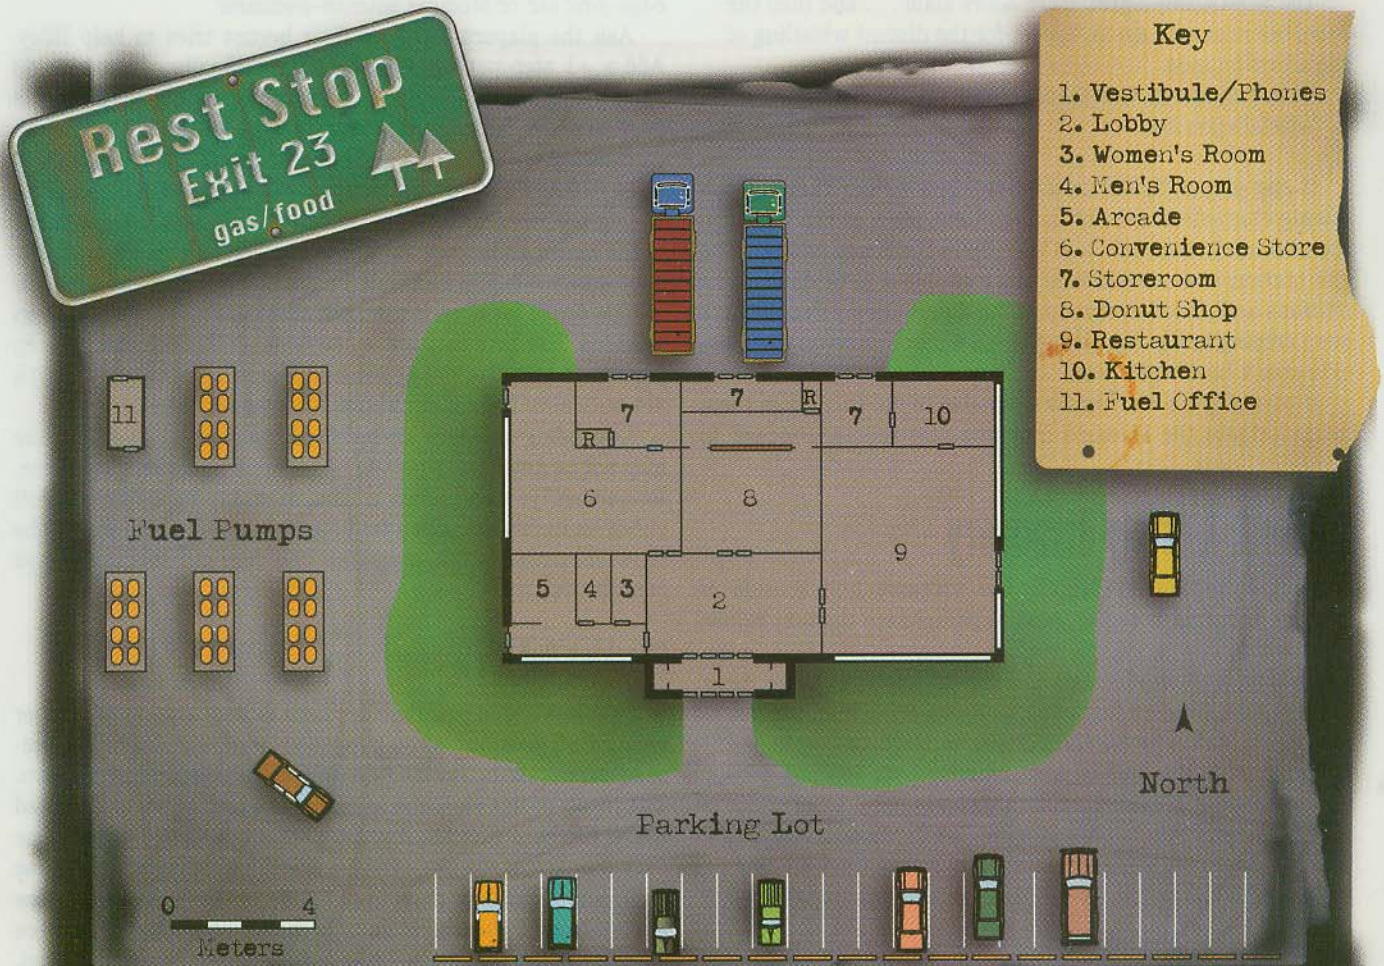 Rest Stop
Exit 23
gas/food
Key
1. Vestibule/Phones
2. Lobby
3. Women's Room
4. Men's Room
5. Arcade
6. Convenience Store
7. Storeroom
8. Donut Shop
9. Restaurant
10. Kitchen
11. Fuel Office
11
7
R
7
R
7
10
6
8
9
Fuel Pumps
5
4
3
2
1
North
Parking Lot
0 4
Meters